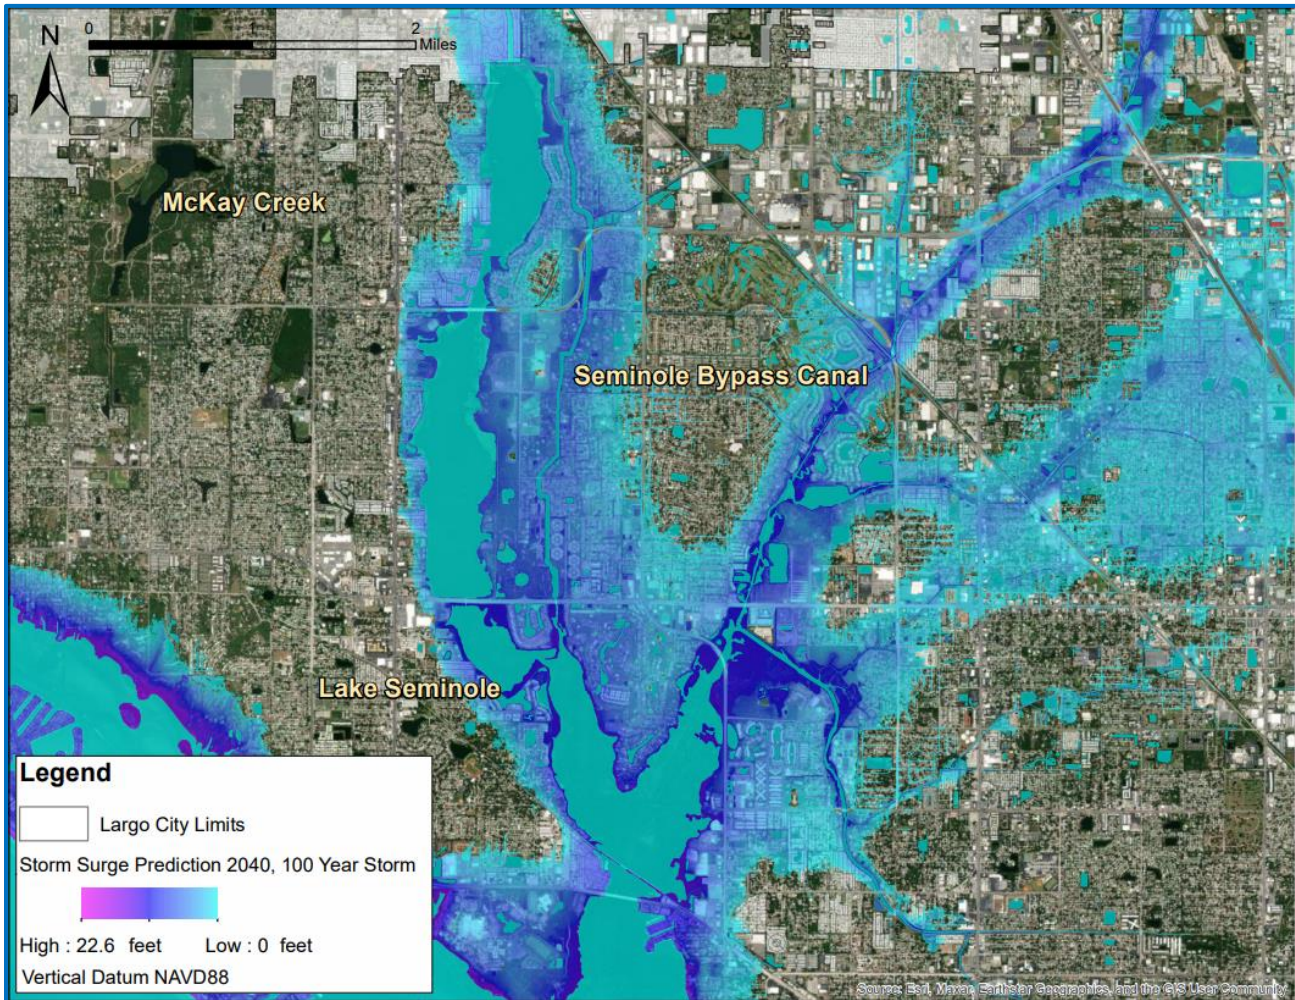 N
0 1 2
Miles
McKay Creek
Seminole Bypass Canal
Lake Seminole
Legend
Largo City Limits
Storm Surge Prediction 2040, 100 Year Storm
High : 22.6 feet Low : 0 feet
Vertical Datum NAVD88
Source: Esri, Maxar, Earthstar Geographics, and the GIS User Community